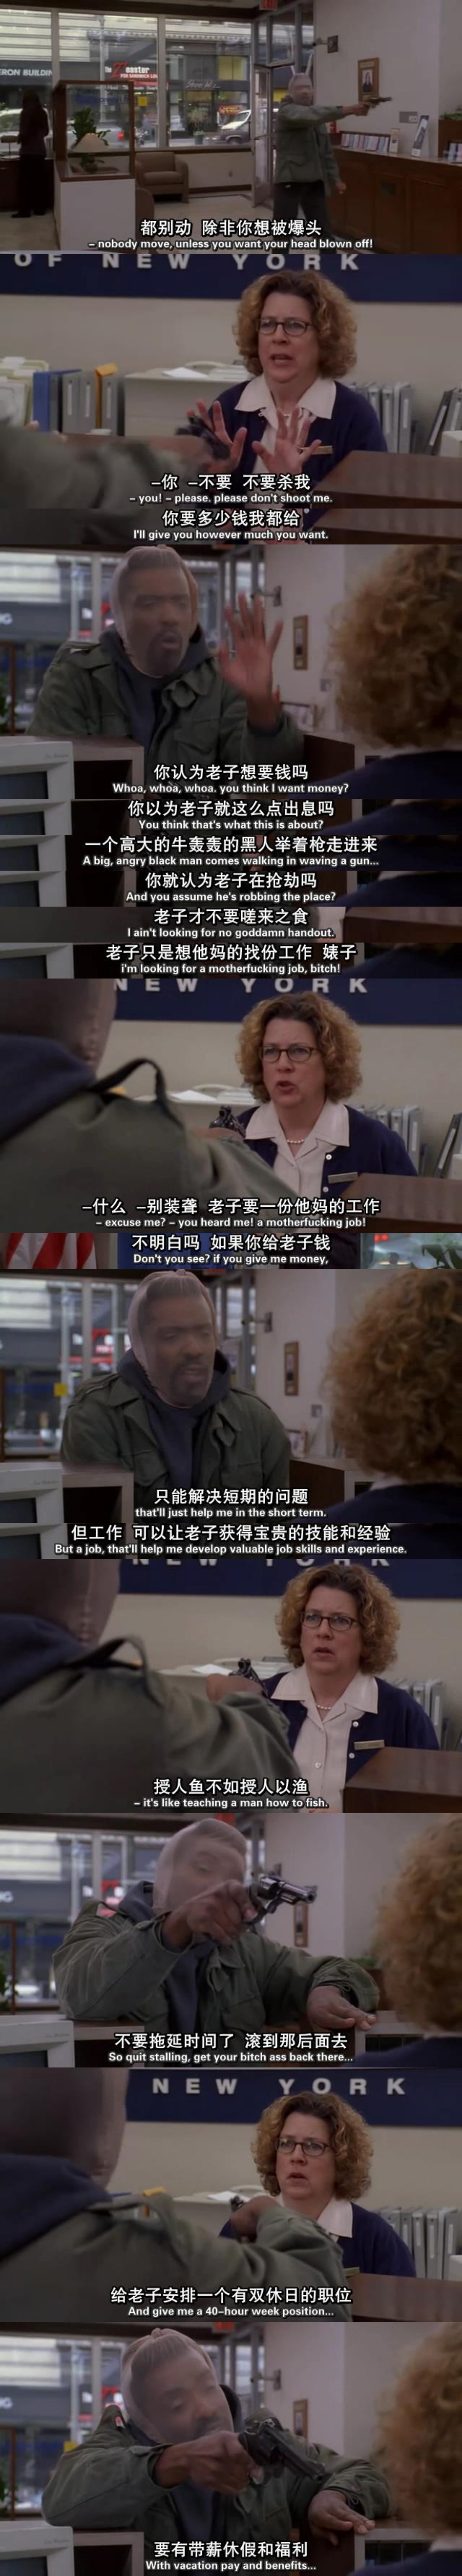 ERON BUILDIN
都别动 除非你想被爆头
– nobody move, unless you want your head blown off!
OF NEW YORK
–你 –不要 不要杀我
– you! – please. please don't shoot me.
你要多少钱我都给
I'll give you however much you want.
你认为老子想要钱吗
Whoa, whoa, whoa. you think I want money?
你以为老子就这么点出息吗
You think that's what this is about?
一个高大的牛轰轰的黑人举着枪走进来
A big, angry black man comes walking in waving a gun...
你就认为老子在抢劫吗
And you assume he's robbing the place?
老子才不要嗟来之食
I ain't looking for no goddamn handout.
老子只是想他妈的找份工作 婊子
i'm looking for a motherfucking job, bitch!
NEW YORK
–什么 –别装聋 老子要一份他妈的工作
– excuse me? – you heard me! a motherfucking job!
不明白吗 如果你给老子钱
Don't you see? if you give me money,
只能解决短期的问题
that'll just help me in the short term.
但工作 可以让老子获得宝贵的技能和经验
But a job, that'll help me develop valuable job skills and experience.
NEW YORK
授人鱼不如授人以渔
– it's like teaching a man how to fish.
不要拖延时间了 滚到那后面去
So quit stalling, get your bitch ass back there...
NEW YORK
给老子安排一个有双休日的职位
And give me a 40–hour week position...
要有带薪休假和福利
With vacation pay and benefits...